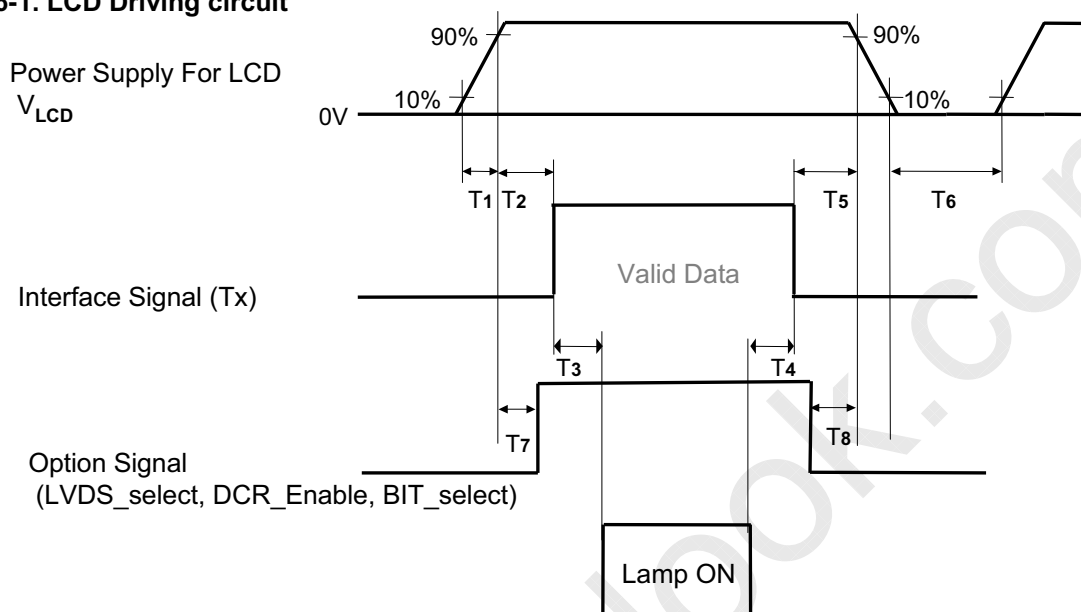 -1. LCD Driving circuit
90%
90%
Power Supply For LCD
VLCD
10%
10%
0V
T1 T2 T5 T6
Valid Data
Interface Signal (Tx)
T3 T4
T7 T8
Option Signal
(LVDS_select, DCR_Enable, BIT_select)
Lamp ON